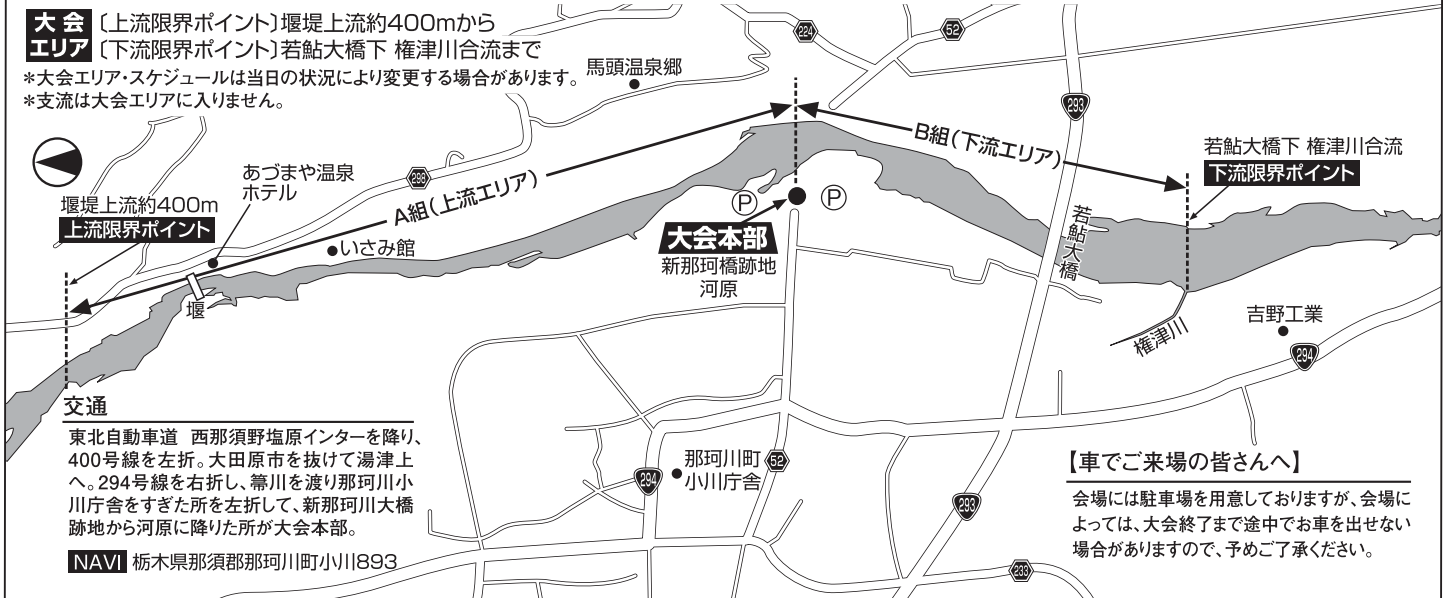 大会エリア
〔上流限界ポイント〕堰堤上流約400mから
〔下流限界ポイント〕若鮎大橋下 権津川合流まで
＊大会エリア・スケジュールは当日の状況により変更する場合があります。
＊支流は大会エリアに入りません。
馬頭温泉郷
224
52
293
B組(下流エリア)
若鮎大橋下 権津川合流
下流限界ポイント
あづまや温泉
ホテル
298
A組(上流エリア)
堰堤上流約400m
上流限界ポイント
いさみ館
堰
P
P
大会本部
新那珂橋跡地
河原
若鮎大橋
権津川
吉野工業
294
交通
東北自動車道 西那須野塩原インターを降り、
400号線を左折。大田原市を抜けて湯津上
へ。294号線を右折し、箒川を渡り那珂川小
川庁舎をすぎた所を左折して、新那珂川大橋
跡地から河原に降りた所が大会本部。
NAVI 栃木県那須郡那珂川町小川893
294
那珂川町
小川庁舎
52
293
233
【車でご来場の皆さんへ】
会場には駐車場を用意しておりますが、会場に
よっては、大会終了まで途中でお車を出せない
場合がありますので、予めご了承ください。